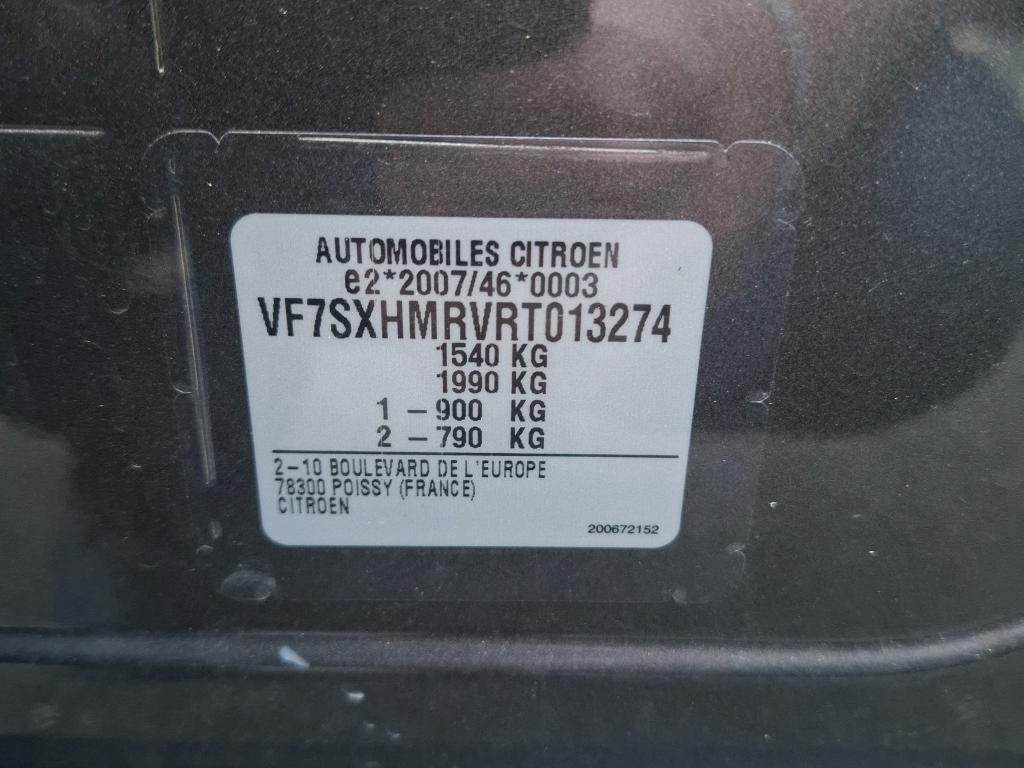 AUTOMOBILES CITROEN
e2*2007/46*0003
VF7SXHMRVRT013274
1540 KG
1990 KG
1 – 900 KG
2 – 790 KG
2–10 BOULEVARD DE L'EUROPE
78300 POISSY (FRANCE)
CITROEN
200672152